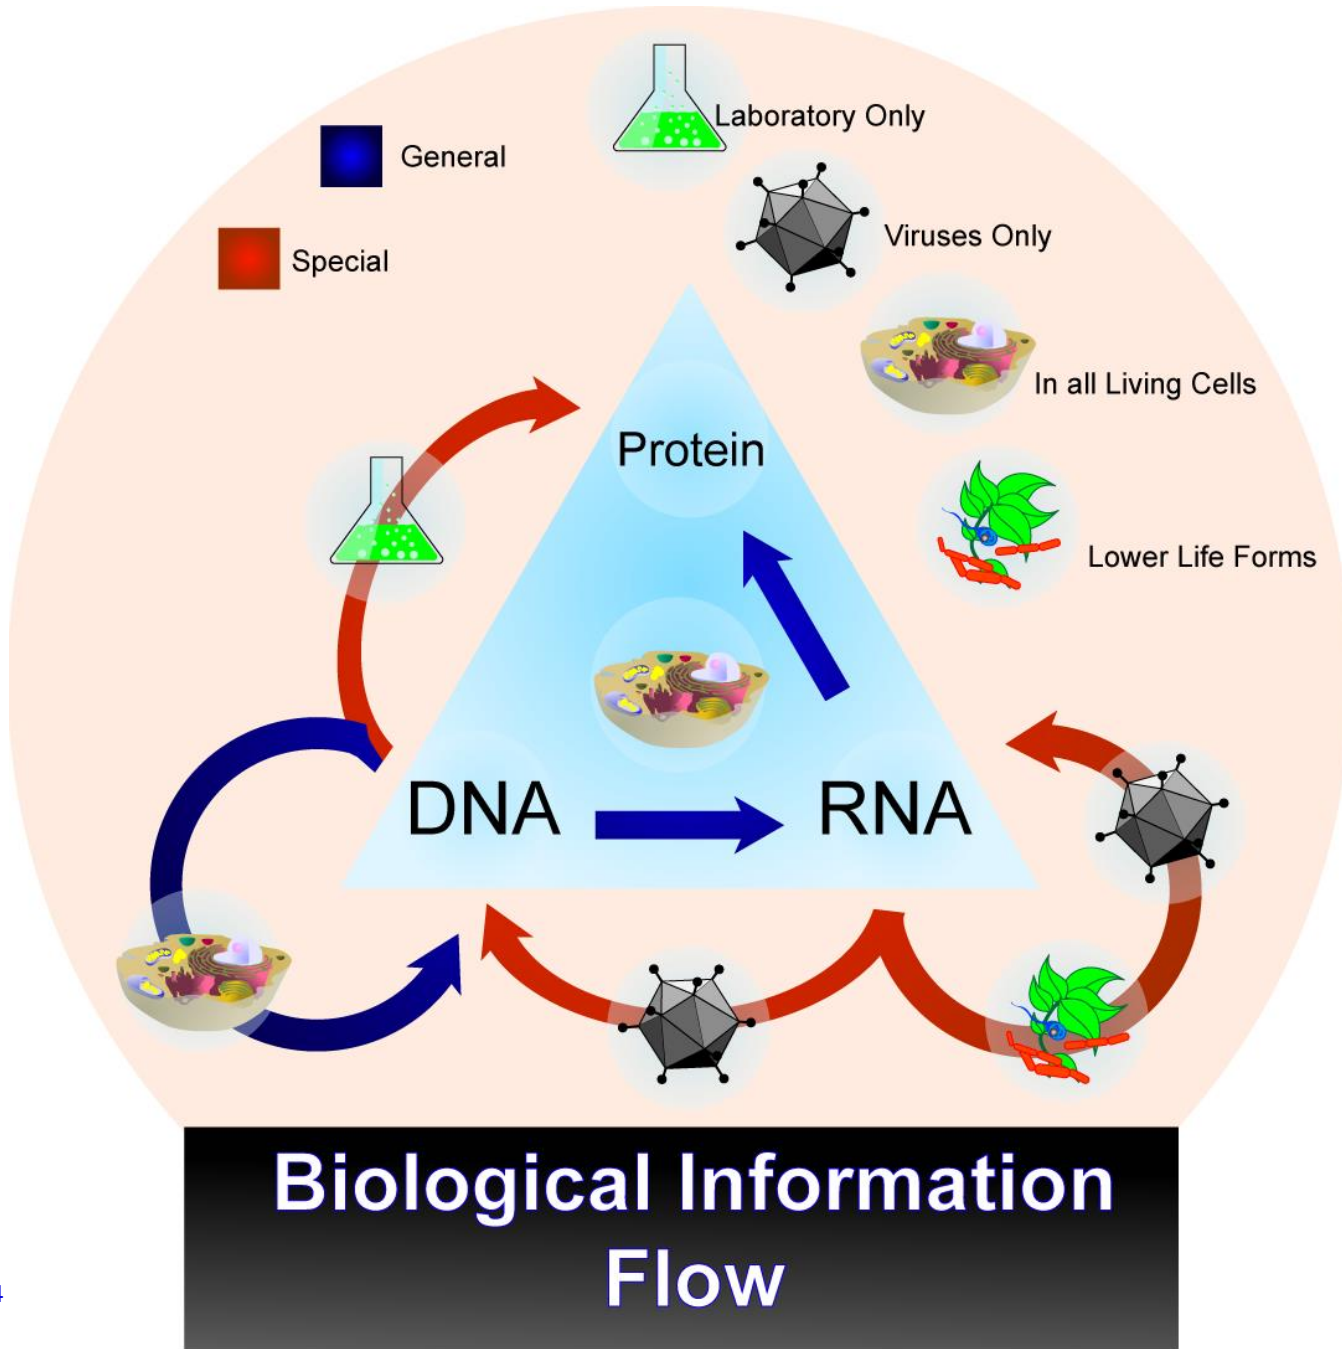 Laboratory Only
General
Viruses Only
Special
In all Living Cells
Protein
Lower Life Forms
DNA
RNA
Biological Information
Flow
4